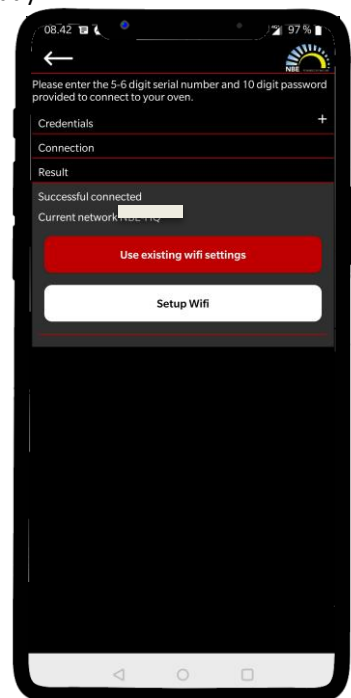 08.42 97 %
NBE
Please enter the 5-6 digit serial number and 10 digit password
provided to connect to your oven.
Credentials +
Connection
Result
Successful connected
Current network
Use existing wifi settings
Setup Wifi